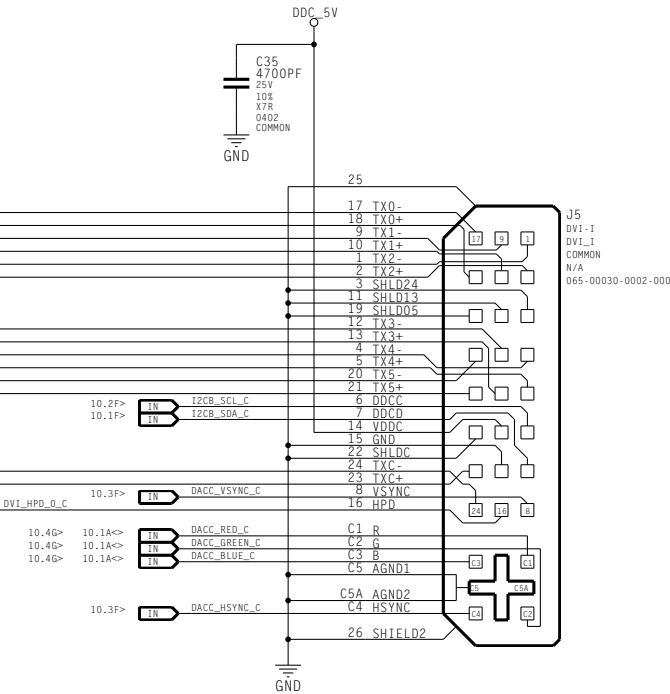 DDC_5V
C35
4700PF
25V
10%
X7R
0402
COMMON
GND
25
17 TX0-
18 TX0+
9 TX1-
10 TX1+
1 TX2-
2 TX2+
3 SHLD24
11 SHLD13
19 SHLD05
12 TX3-
13 TX3+
4 TX4-
5 TX4+
20 TX5-
21 TX5+
10.2F> IN I2CB_SCL_C 6 DDCC
10.1F> IN I2CB_SDA_C 7 DDCD
14 VDDC
15 GND
22 SHLDC
24 TXC-
23 TXC+
10.3F> IN DACC_VSYNC_C 8 VSYNC
DVI_HPD_O_C 16 HPD
10.4G> 10.1A<> IN DACC_RED_C C1 R
10.4G> 10.1A<> IN DACC_GREEN_C C2 G
10.4G> 10.1A<> IN DACC_BLUE_C C3 B
C5 AGND1
C5A AGND2
10.3F> IN DACC_HSYNC_C C4 HSYNC
26 SHIELD2
GND
J5
DVI-I
DVI_I
COMMON
N/A
065-00030-0002-000
17 9 1
24 16 8
C3 C1
C5 C5A
C4 C2